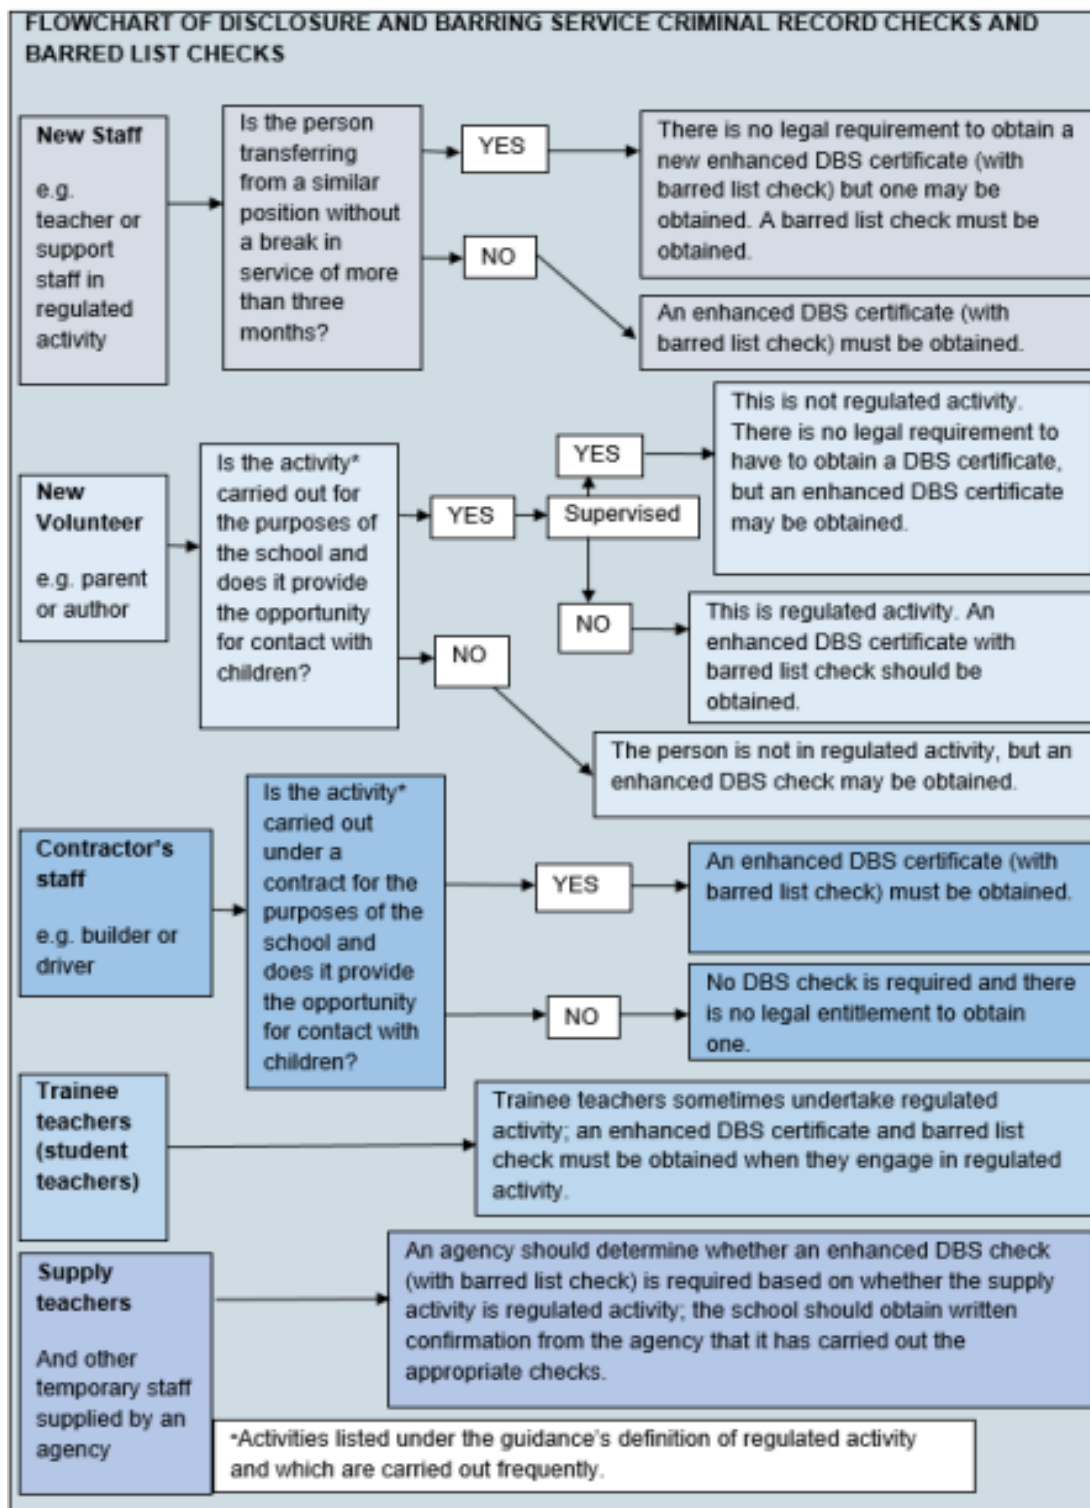 FLOWCHART OF DISCLOSURE AND BARRING SERVICE CRIMINAL RECORD CHECKS AND
BARRED LIST CHECKS
New Staff
e.g.
teacher or
support
staff in
regulated
activity
Is the person
transferring
from a similar
position without
a break in
service of more
than three
months?
YES
There is no legal requirement to obtain a
new enhanced DBS certificate (with
barred list check) but one may be
obtained. A barred list check must be
obtained.
NO
An enhanced DBS certificate (with
barred list check) must be obtained.
New
Volunteer
e.g. parent
or author
Is the activity*
carried out for
the purposes of
the school and
does it provide
the opportunity
for contact with
children?
YES
Supervised
YES
This is not regulated activity.
There is no legal requirement to
have to obtain a DBS certificate,
but an enhanced DBS certificate
may be obtained.
NO
This is regulated activity. An
enhanced DBS certificate with
barred list check should be
obtained.
NO
The person is not in regulated activity, but an
enhanced DBS check may be obtained.
Contractor's
staff
e.g. builder or
driver
Is the activity*
carried out
under a
contract for the
purposes of the
school and
does it provide
the opportunity
for contact with
children?
YES
An enhanced DBS certificate (with
barred list check) must be obtained.
NO
No DBS check is required and there
is no legal entitlement to obtain
one.
Trainee
teachers
(student
teachers)
Trainee teachers sometimes undertake regulated
activity; an enhanced DBS certificate and barred list
check must be obtained when they engage in regulated
activity.
Supply
teachers
And other
temporary staff
supplied by an
agency
An agency should determine whether an enhanced DBS check
(with barred list check) is required based on whether the supply
activity is regulated activity; the school should obtain written
confirmation from the agency that it has carried out the
appropriate checks.
*Activities listed under the guidance's definition of regulated activity
and which are carried out frequently.